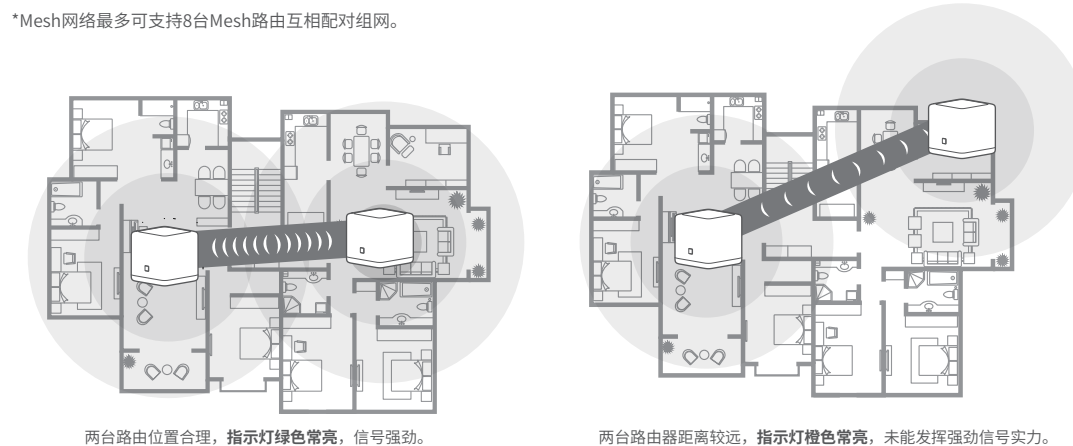 *Mesh网络最多可支持8台Mesh路由互相配对组网。
两台路由位置合理，指示灯绿色常亮，信号强劲。
两台路由器距离较远，指示灯橙色常亮，未能发挥强劲信号实力。